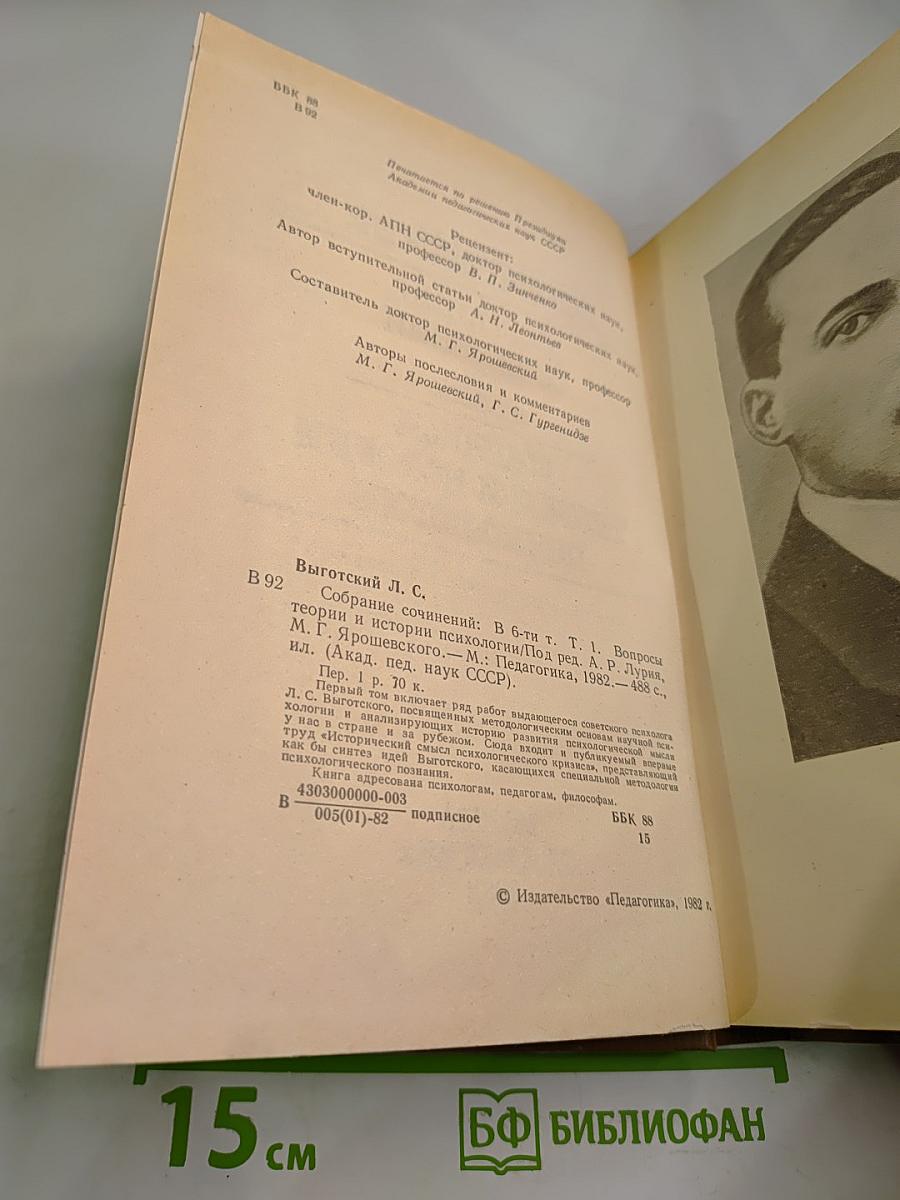 ББК 88
В 92
Печатается по решению Президиума
Академии педагогических наук СССР
Рецензент:
член-кор. АПН СССР, доктор психологических наук,
профессор В. П. Зинченко
Автор вступительной статьи доктор психологических наук,
профессор А. Н. Леонтьев
Составитель доктор психологических наук, профессор
М. Г. Ярошевский
Авторы послесловия и комментариев
М. Г. Ярошевский, Г. С. Гургенидзе
Выготский Л. С.
В 92
Собрание сочинений: В 6-ти т. Т. 1. Вопросы
теории и истории психологии/Под ред. А. Р. Лурия,
М. Г. Ярошевского.— М.: Педагогика, 1982.— 488 с.,
ил. (Акад. пед. наук СССР).
Пер. 1 р. 70 к.
Первый том включает ряд работ выдающегося советского психолога
Л. С. Выготского, посвященных методологическим основам научной пси-
хологии и анализирующих историю развития психологической мысли
у нас в стране и за рубежом. Сюда входит и публикуемый впервые
труд «Исторический смысл психологического кризиса», представляющий
как бы синтез идей Выготского, касающихся специальной методологии
психологического познания.
Книга адресована психологам, педагогам, философам.
В 4303000000-003
005(01)-82 подписное
ББК 88
15
© Издательство «Педагогика», 1982 г.
15 см
БФ БИБЛИОФАН